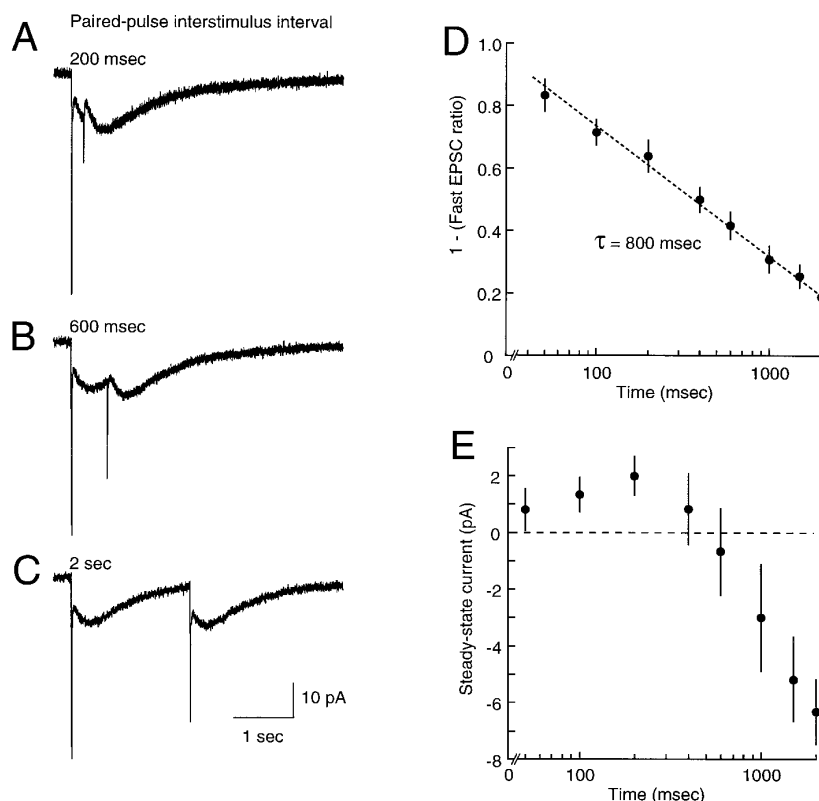 Paired-pulse interstimulus interval
A
200 msec
B
600 msec
C
2 sec
10 pA
1 sec
D
1 - (Fast EPSC ratio)
1.0
0.8
0.6
0.4
0.2
0
τ = 800 msec
0 100 1000
Time (msec)
E
Steady-state current (pA)
2
0
-2
-4
-6
-8
0 100 1000
Time (msec)